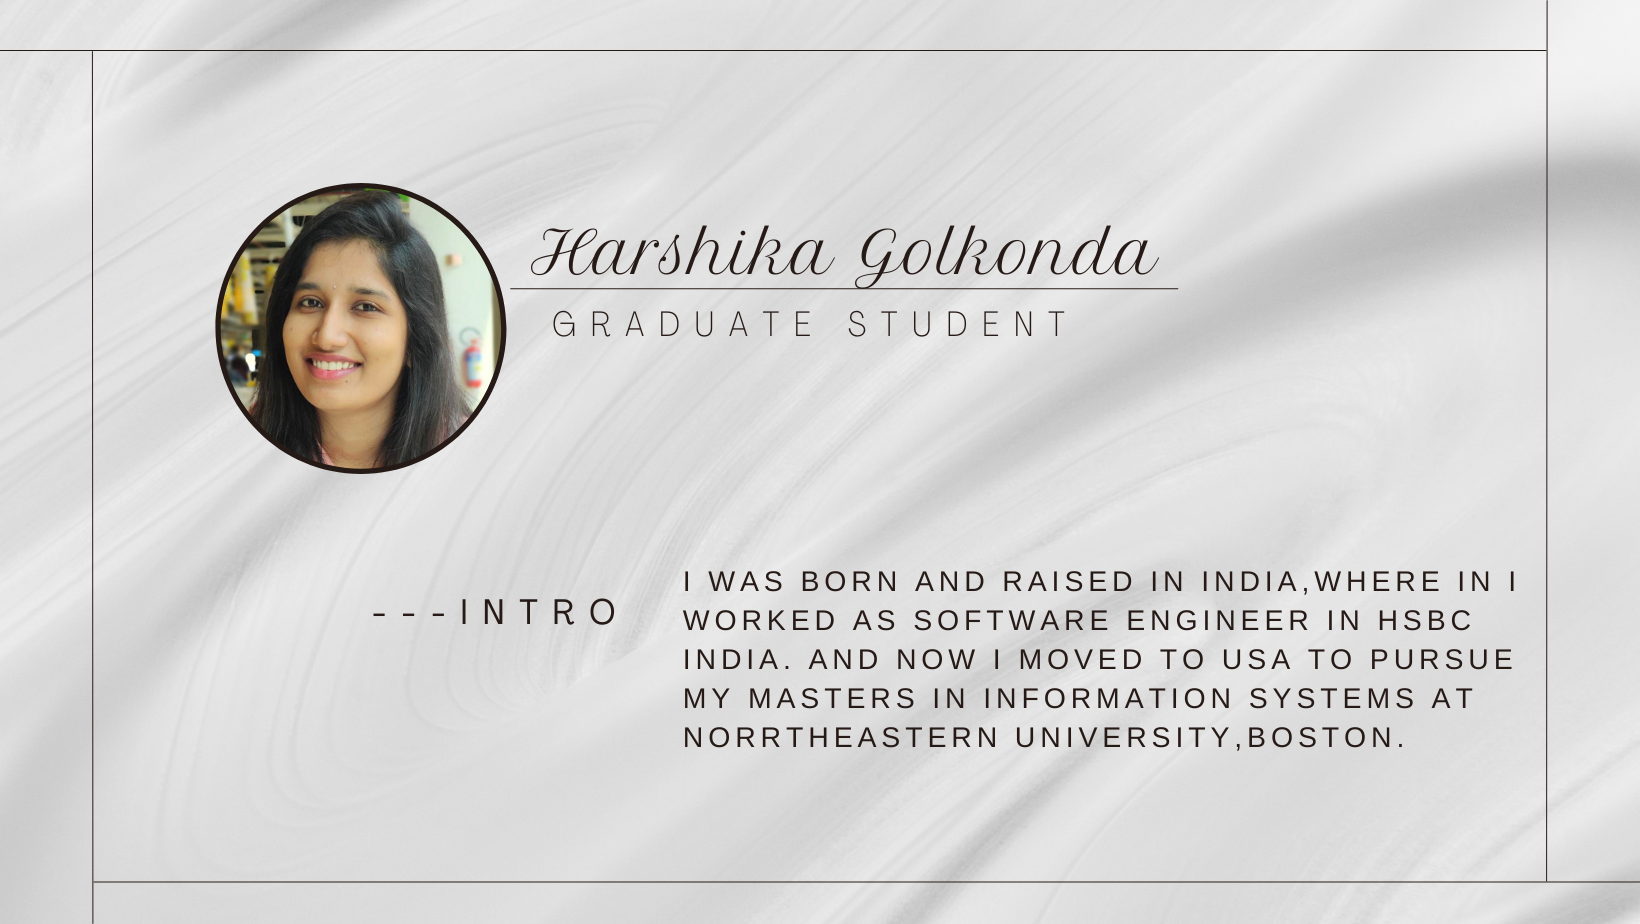 Harshika Golkonda
GRADUATE STUDENT
---INTRO
I WAS BORN AND RAISED IN INDIA,WHERE IN I
WORKED AS SOFTWARE ENGINEER IN HSBC
INDIA. AND NOW I MOVED TO USA TO PURSUE
MY MASTERS IN INFORMATION SYSTEMS AT
NORRTHEASTERN UNIVERSITY,BOSTON.